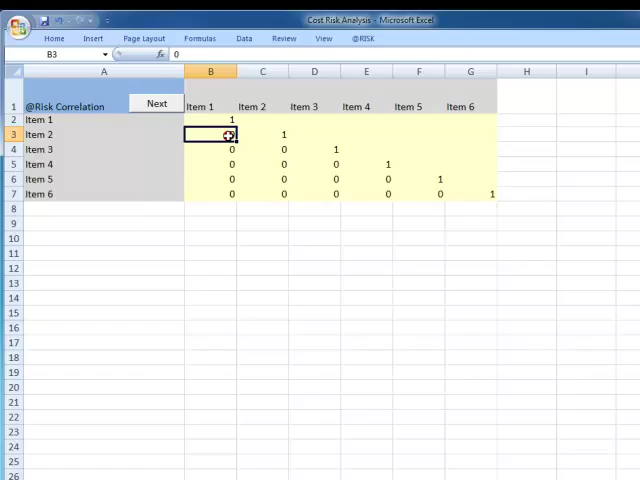 Cost Risk Analysis - Microsoft Excel
Home Insert Page Layout Formulas Data Review View @RISK
B3 fx 0
A B C D E F G H I
1 @Risk Correlation Next Item 1 Item 2 Item 3 Item 4 Item 5 Item 6
2 Item 1 1
3 Item 2 0 1
4 Item 3 0 0 1
5 Item 4 0 0 0 1
6 Item 5 0 0 0 0 1
7 Item 6 0 0 0 0 0 1
8
9
10
11
12
13
14
15
16
17
18
19
20
21
22
23
24
25
26